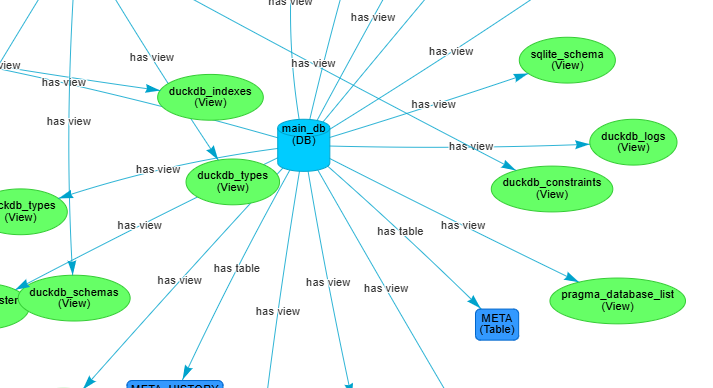 has view
has view
has view
sqlite_schema
(View)
has view
has view
view
has view
duckdb_indexes
(View)
has view
has view
main_db
(DB)
duckdb_logs
(View)
has view
has view
duckdb_types
(View)
duckdb_constraints
(View)
has view
has view
has table
has view
has table
has view
has view
has view
duckdb_schemas
(View)
pragma_database_list
(View)
(View)
has view
META
(Table)
META_HISTORY